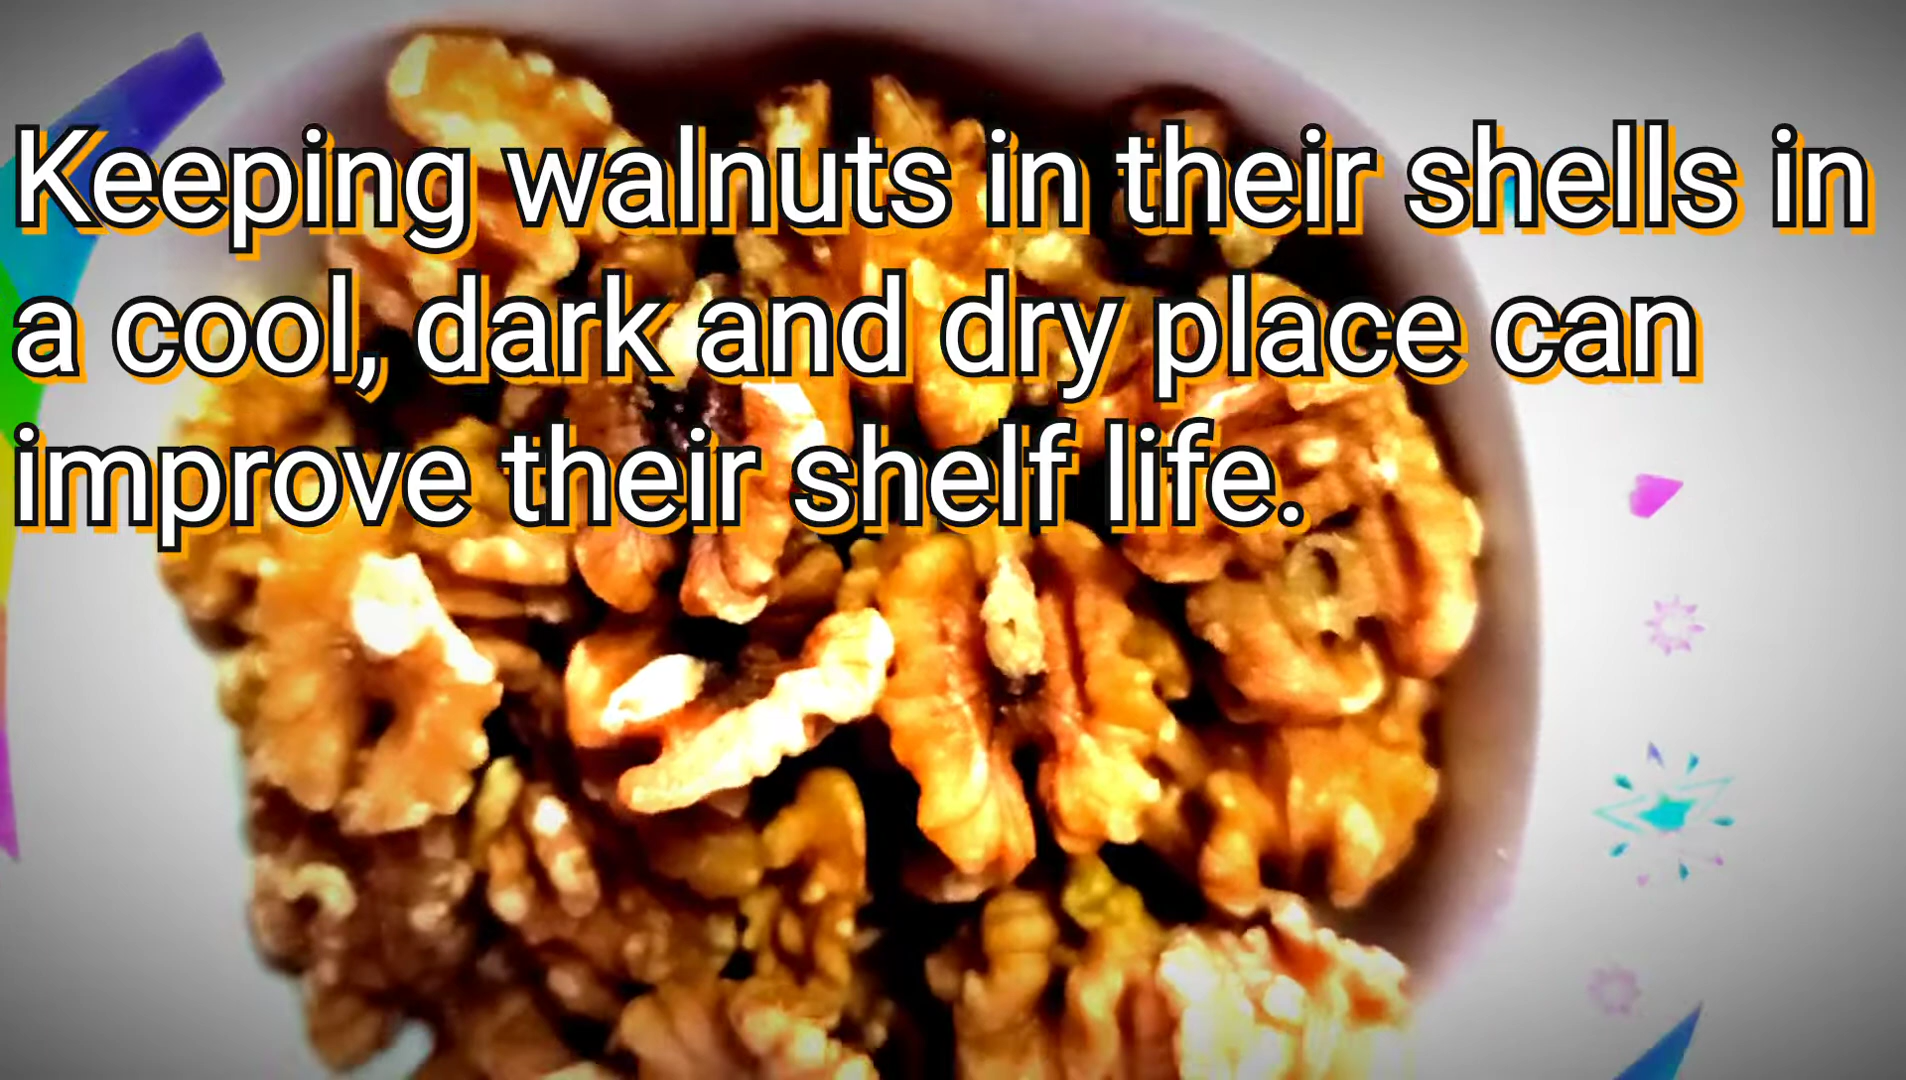 Keeping walnuts in their shells in
a cool, dark and dry place can
improve their shelf life.